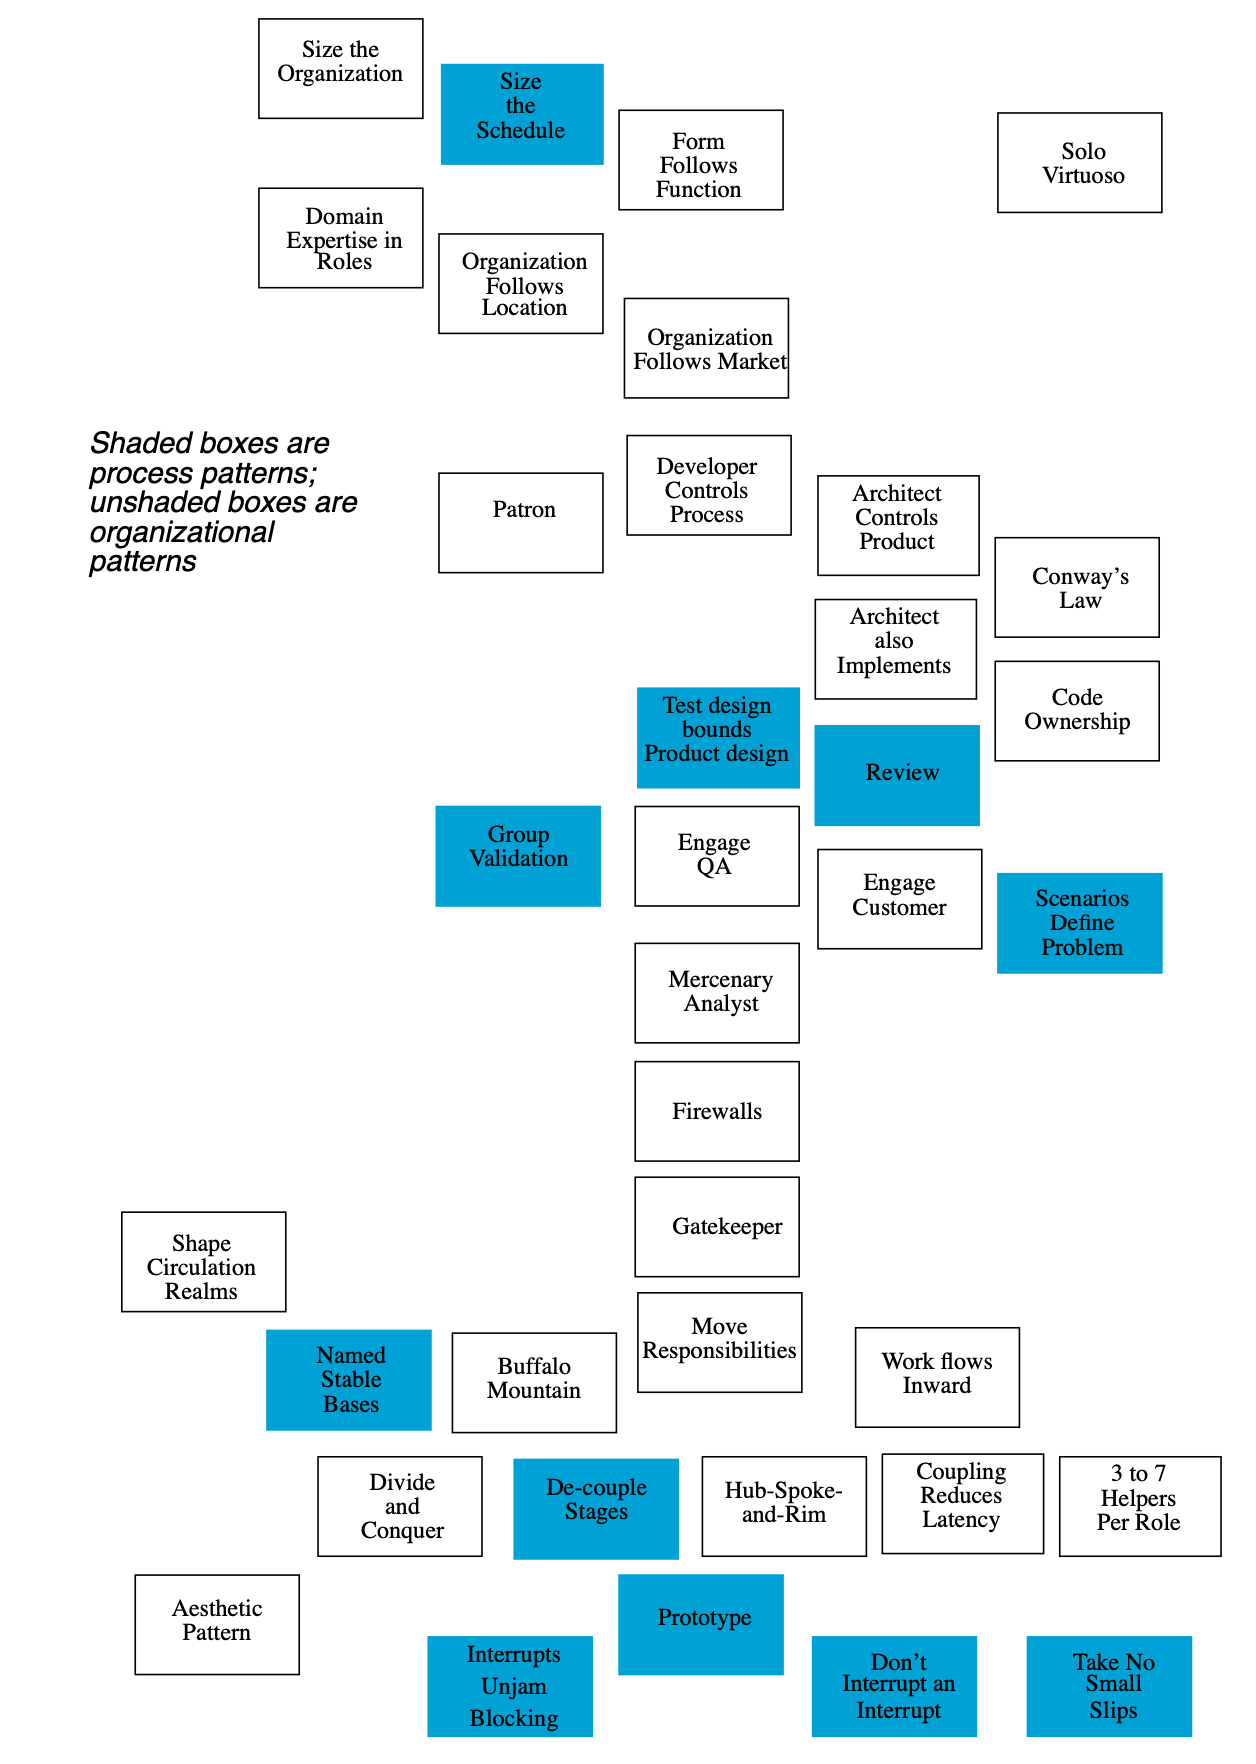 Size the
Organization
Size
the
Schedule
Form
Follows
Function
Solo
Virtuoso
Domain
Expertise in
Roles
Organization
Follows
Location
Organization
Follows Market
Shaded boxes are
process patterns;
unshaded boxes are
organizational
patterns
Patron
Developer
Controls
Process
Architect
Controls
Product
Conway’s
Law
Architect
also
Implements
Code
Ownership
Test design
bounds
Product design
Review
Group
Validation
Engage
QA
Engage
Customer
Scenarios
Define
Problem
Mercenary
Analyst
Firewalls
Gatekeeper
Shape
Circulation
Realms
Move
Responsibilities
Named
Stable
Bases
Buffalo
Mountain
Work flows
Inward
Divide
and
Conquer
De-couple
Stages
Hub-Spoke-
and-Rim
Coupling
Reduces
Latency
3 to 7
Helpers
Per Role
Aesthetic
Pattern
Prototype
Interrupts
Unjam
Blocking
Don’t
Interrupt an
Interrupt
Take No
Small
Slips